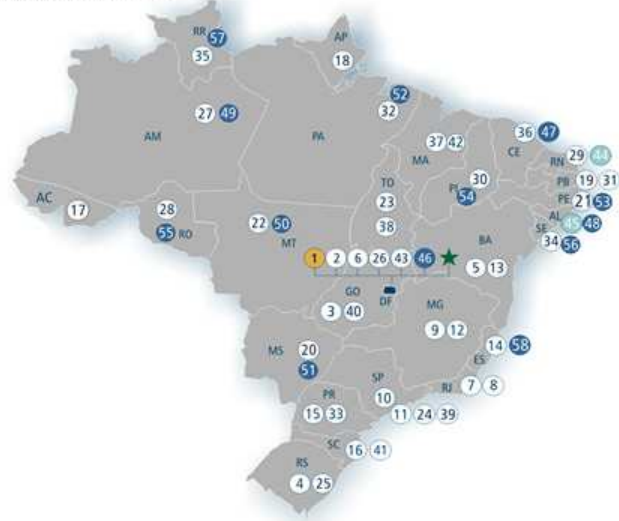 RR 57
35
AP
18
27 49
AM
PA
52
32
37 42
MA
36 47
CE
RN 29 44
PB 19 31
PE 21 53
AL 45 48
SE
34 56
30
PI
54
TO
23
38
AC
17
28
55 RO
22 50
MT
1 2 6 26 43 46
BA
5 13
GO
DF
3 40
MG
9 12
14 58
ES
MS 20
51
SP
10
RJ 7 8
11 24 39
PR
15 33
SC
16 41
RS
4 25